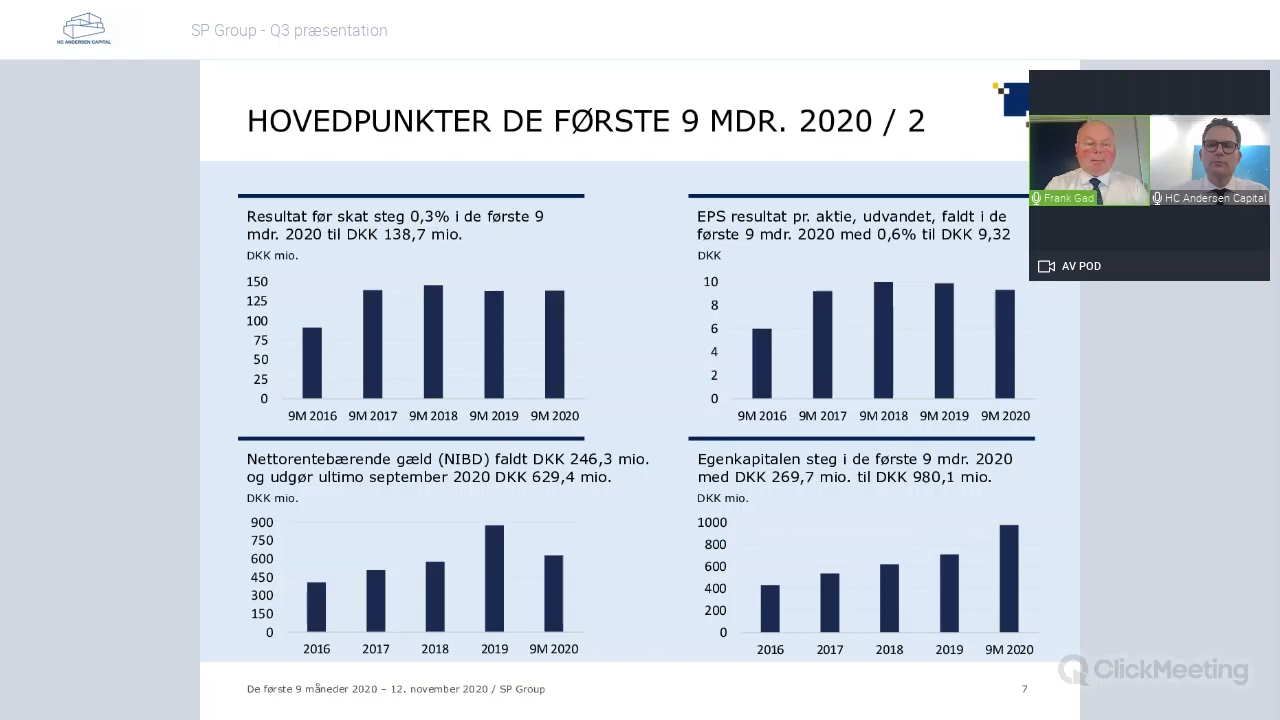 HC ANDERSEN CAPITAL
SP Group - Q3 præsentation
HOVEDPUNKTER DE FØRSTE 9 MDR. 2020 / 2
Frank Gad
HC Andersen Capital
AV POD
Resultat før skat steg 0,3% i de første 9
mdr. 2020 til DKK 138,7 mio.
DKK mio.
150
125
100
75
50
25
0
9M 2016 9M 2017 9M 2018 9M 2019 9M 2020
EPS resultat pr. aktie, udvandet, faldt i de
første 9 mdr. 2020 med 0,6% til DKK 9,32
DKK
10
8
6
4
2
0
9M 2016 9M 2017 9M 2018 9M 2019 9M 2020
Nettorentebærende gæld (NIBD) faldt DKK 246,3 mio.
og udgør ultimo september 2020 DKK 629,4 mio.
DKK mio.
900
750
600
450
300
150
0
2016 2017 2018 2019 9M 2020
Egenkapitalen steg i de første 9 mdr. 2020
med DKK 269,7 mio. til DKK 980,1 mio.
DKK mio.
1000
800
600
400
200
0
2016 2017 2018 2019 9M 2020
De første 9 måneder 2020 – 12. november 2020 / SP Group
7
ClickMeeting